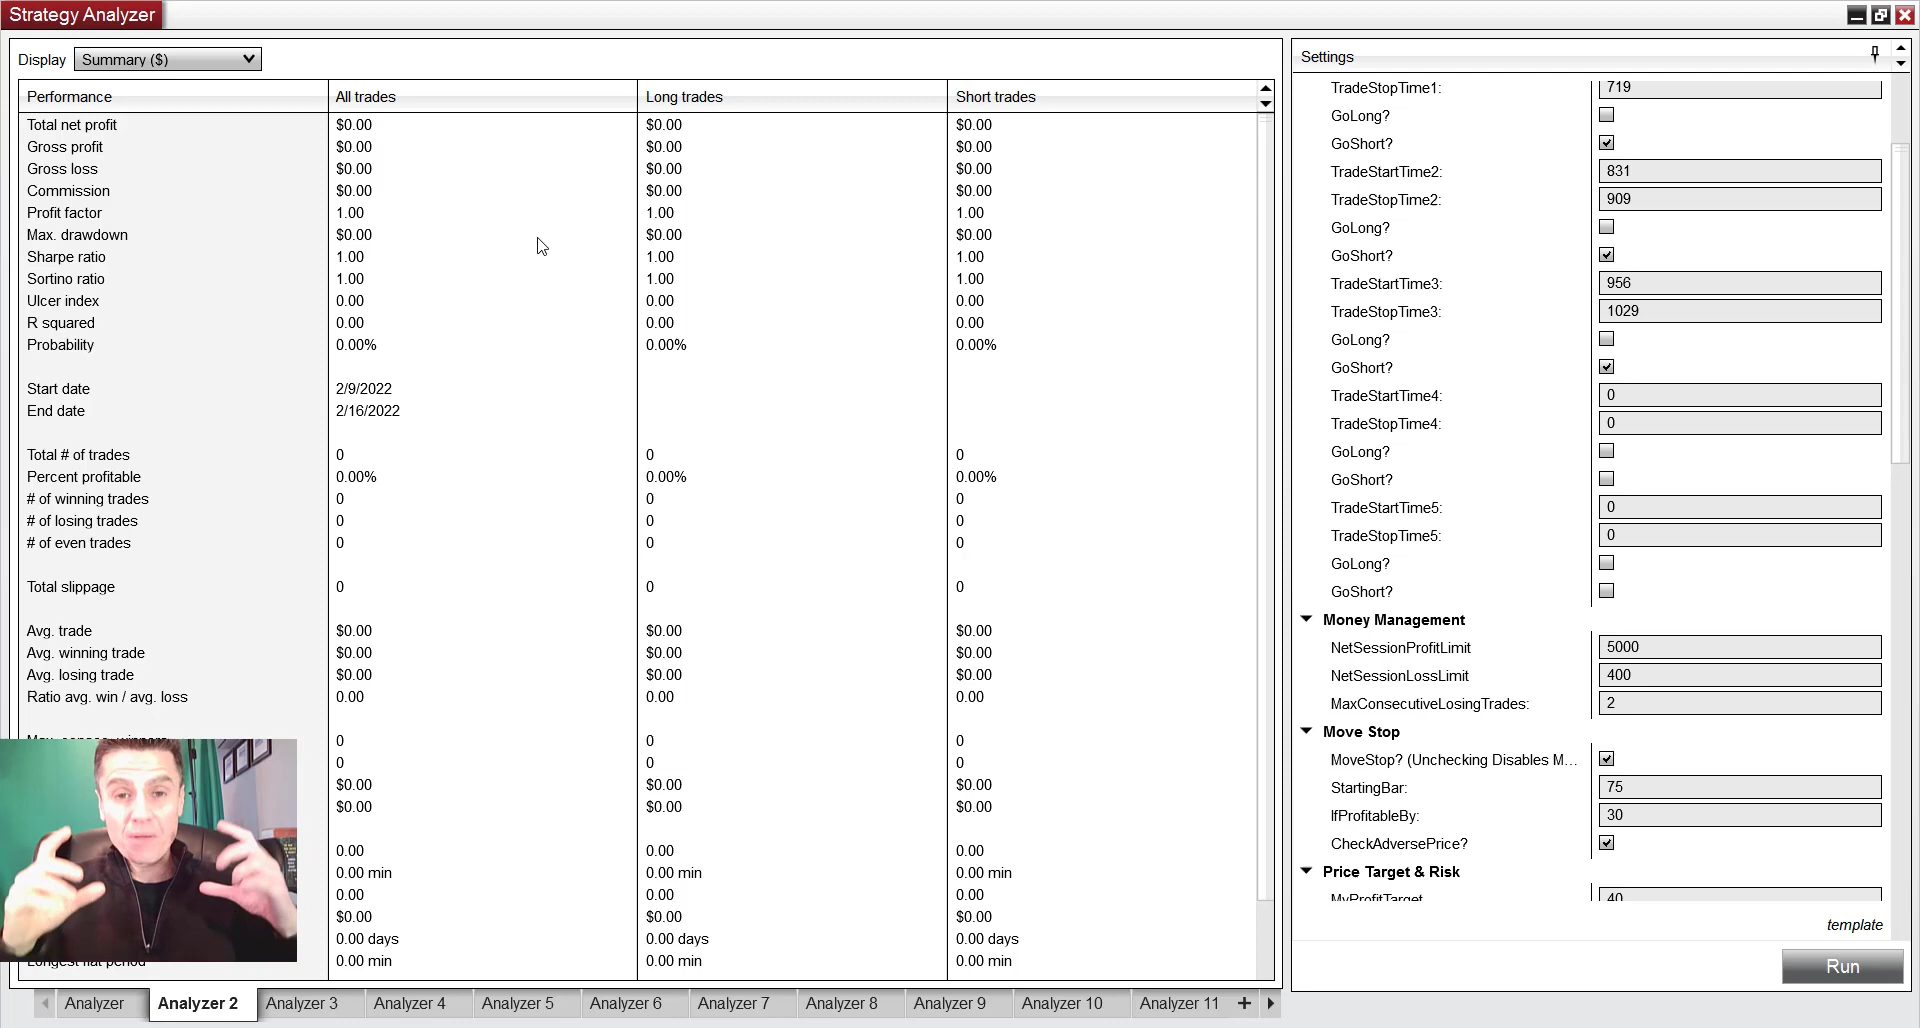 Strategy Analyzer
Display Summary ($)
Performance All trades Long trades Short trades
Total net profit $0.00 $0.00 $0.00
Gross profit $0.00 $0.00 $0.00
Gross loss $0.00 $0.00 $0.00
Commission $0.00 $0.00 $0.00
Profit factor 1.00 1.00 1.00
Max. drawdown $0.00 $0.00 $0.00
Sharpe ratio 1.00 1.00 1.00
Sortino ratio 1.00 1.00 1.00
Ulcer index 0.00 0.00 0.00
R squared 0.00 0.00 0.00
Probability 0.00% 0.00% 0.00%
Start date 2/9/2022
End date 2/16/2022
Total # of trades 0 0 0
Percent profitable 0.00% 0.00% 0.00%
# of winning trades 0 0 0
# of losing trades 0 0 0
# of even trades 0 0 0
Total slippage 0 0 0
Avg. trade $0.00 $0.00 $0.00
Avg. winning trade $0.00 $0.00 $0.00
Avg. losing trade $0.00 $0.00 $0.00
Ratio avg. win / avg. loss 0.00 0.00 0.00
Max. consec. winners 0 0 0
0 0 0
$0.00 $0.00 $0.00
$0.00 $0.00 $0.00
0.00 0.00 0.00
0.00 min 0.00 min 0.00 min
0.00 0.00 0.00
$0.00 $0.00 $0.00
0.00 days 0.00 days 0.00 days
Longest flat period 0.00 min 0.00 min 0.00 min
Analyzer Analyzer 2 Analyzer 3 Analyzer 4 Analyzer 5 Analyzer 6 Analyzer 7 Analyzer 8 Analyzer 9 Analyzer 10 Analyzer 11 +
Settings
TradeStopTime1: 719
GoLong?
GoShort?
TradeStartTime2: 831
TradeStopTime2: 909
GoLong?
GoShort?
TradeStartTime3: 956
TradeStopTime3: 1029
GoLong?
GoShort?
TradeStartTime4: 0
TradeStopTime4: 0
GoLong?
GoShort?
TradeStartTime5: 0
TradeStopTime5: 0
GoLong?
GoShort?
Money Management
NetSessionProfitLimit 5000
NetSessionLossLimit 400
MaxConsecutiveLosingTrades: 2
Move Stop
MoveStop? (Unchecking Disables M...
StartingBar: 75
IfProfitableBy: 30
CheckAdversePrice?
Price Target & Risk
MyProfitTarget 40
template
Run